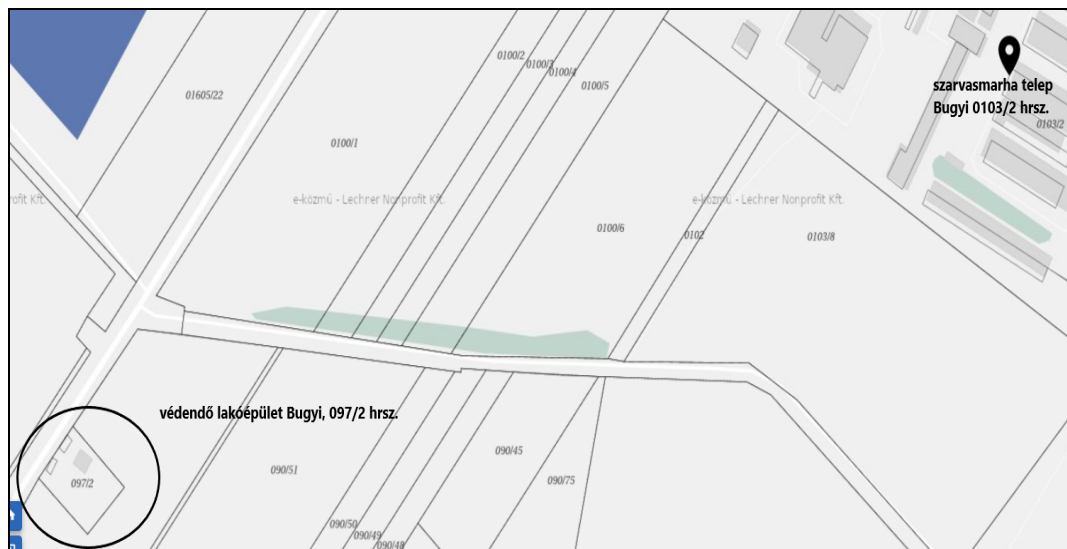 szarvasmarha telep
Bugyi 0103/2 hrsz.
0100/2
0100/3
0100/4
0100/5
01605/22
0103/2
0100/1
rofit Kft.
e-közmű - Lechner Nonprofit Kft.
e-közmű - Lechner Nonprofit Kft.
0100/6
0102
0103/8
védendő lakóépület Bugyi, 097/2 hrsz.
090/45
090/51
090/75
097/2
090/50
090/49
090/48